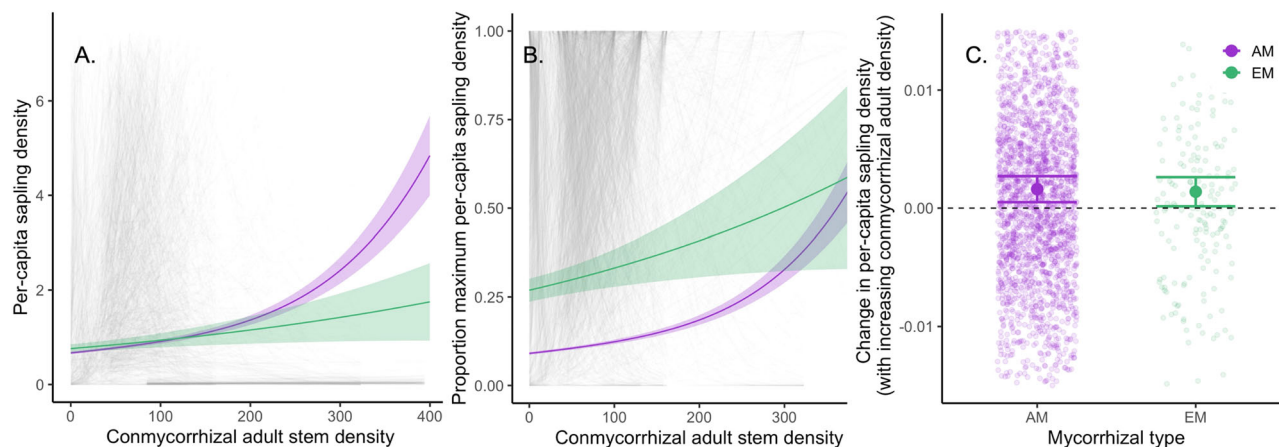 A.
Per-capita sapling density
6
4
2
0
0 100 200 300 400
Conmycorrhizal adult stem density
B.
Proportion maximum per-capita sapling density
1.00
0.75
0.50
0.25
0.00
0 100 200 300
Conmycorrhizal adult stem density
C.
Change in per-capita sapling density
(with increasing conmycorrhizal adult density)
0.01
0.00
-0.01
AM
EM
AM EM
Mycorrhizal type